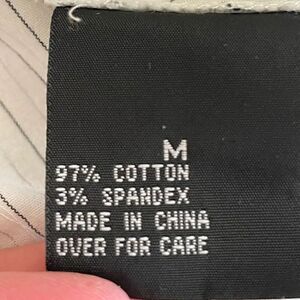 M
97% COTTON
3% SPANDEX
MADE IN CHINA
OVER FOR CARE